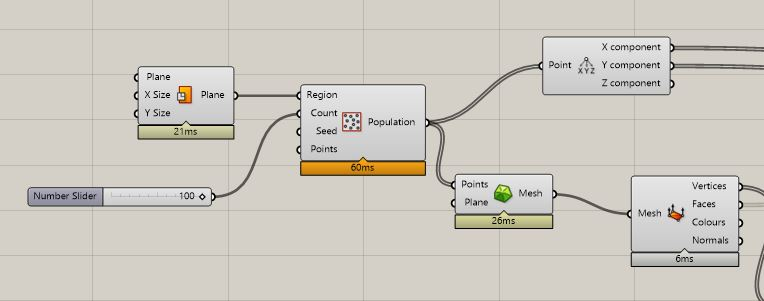 Plane
X Size
Y Size
Plane
21ms
Number Slider
100
Region
Count
Seed
Points
Population
60ms
Point
XYZ
X component
Y component
Z component
Points
Plane
Mesh
26ms
Mesh
Vertices
Faces
Colours
Normals
6ms